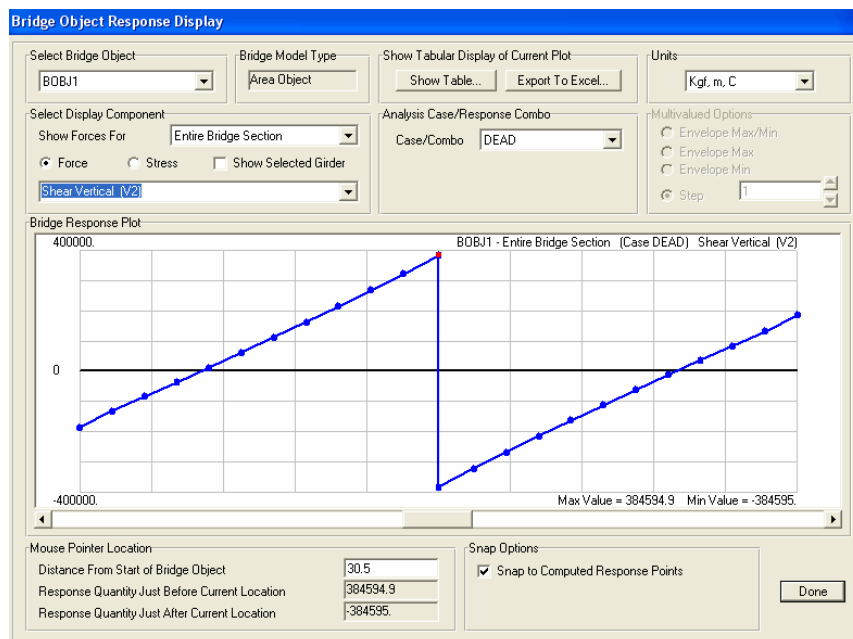 Bridge Object Response Display
Select Bridge Object
BOBJ1
Bridge Model Type
Area Object
Show Tabular Display of Current Plot
Show Table...
Export To Excel...
Units
Kgf, m, C
Select Display Component
Show Forces For
Entire Bridge Section
Force
Stress
Show Selected Girder
Shear Vertical (V2)
Analysis Case/Response Combo
Case/Combo
DEAD
Multivalued Options
Envelope Max/Min
Envelope Max
Envelope Min
Step
1
Bridge Response Plot
400000.
BOBJ1 - Entire Bridge Section (Case DEAD) Shear Vertical (V2)
0
-400000.
Max Value = 384594.9 Min Value = -384595.
Mouse Pointer Location
Distance From Start of Bridge Object
30.5
Response Quantity Just Before Current Location
384594.9
Response Quantity Just After Current Location
-384595.
Snap Options
Snap to Computed Response Points
Done